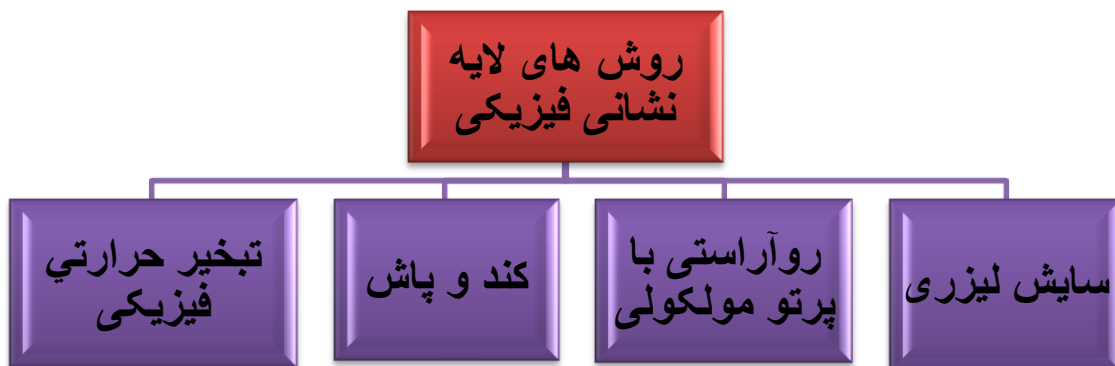 روش های لایه
نشانی فیزیکی
سایش لیزری
روآراستی با
پرتو مولکولی
کند و پاش
تبخیر حرارتي
فیزیکی